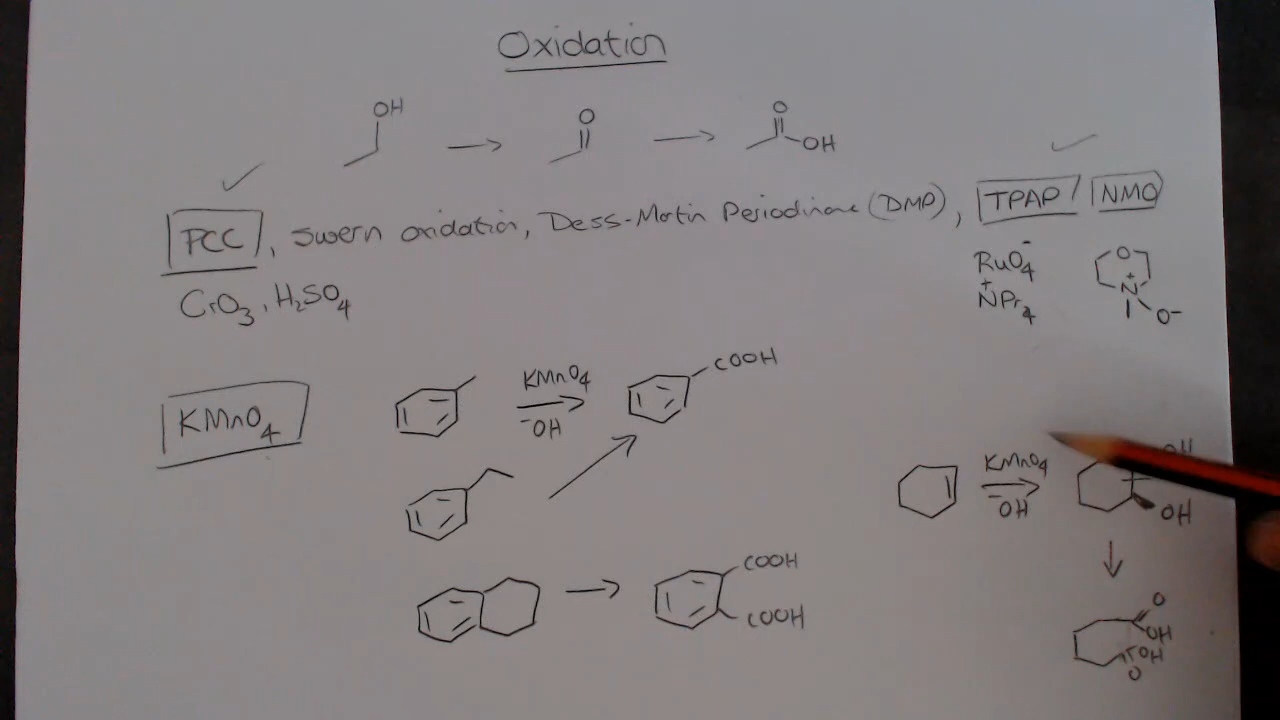 Oxidation
OH
O
O
OH
PCC, Swern oxidation, Dess-Martin Periodinane (DMP), TPAP/NMO
CrO3, H2SO4
RuO4-
+NPr4
O
N+
O-
KMnO4
KMnO4
-OH
COOH
KMnO4
-OH
OH
OH
COOH
COOH
O
OH
OH
O